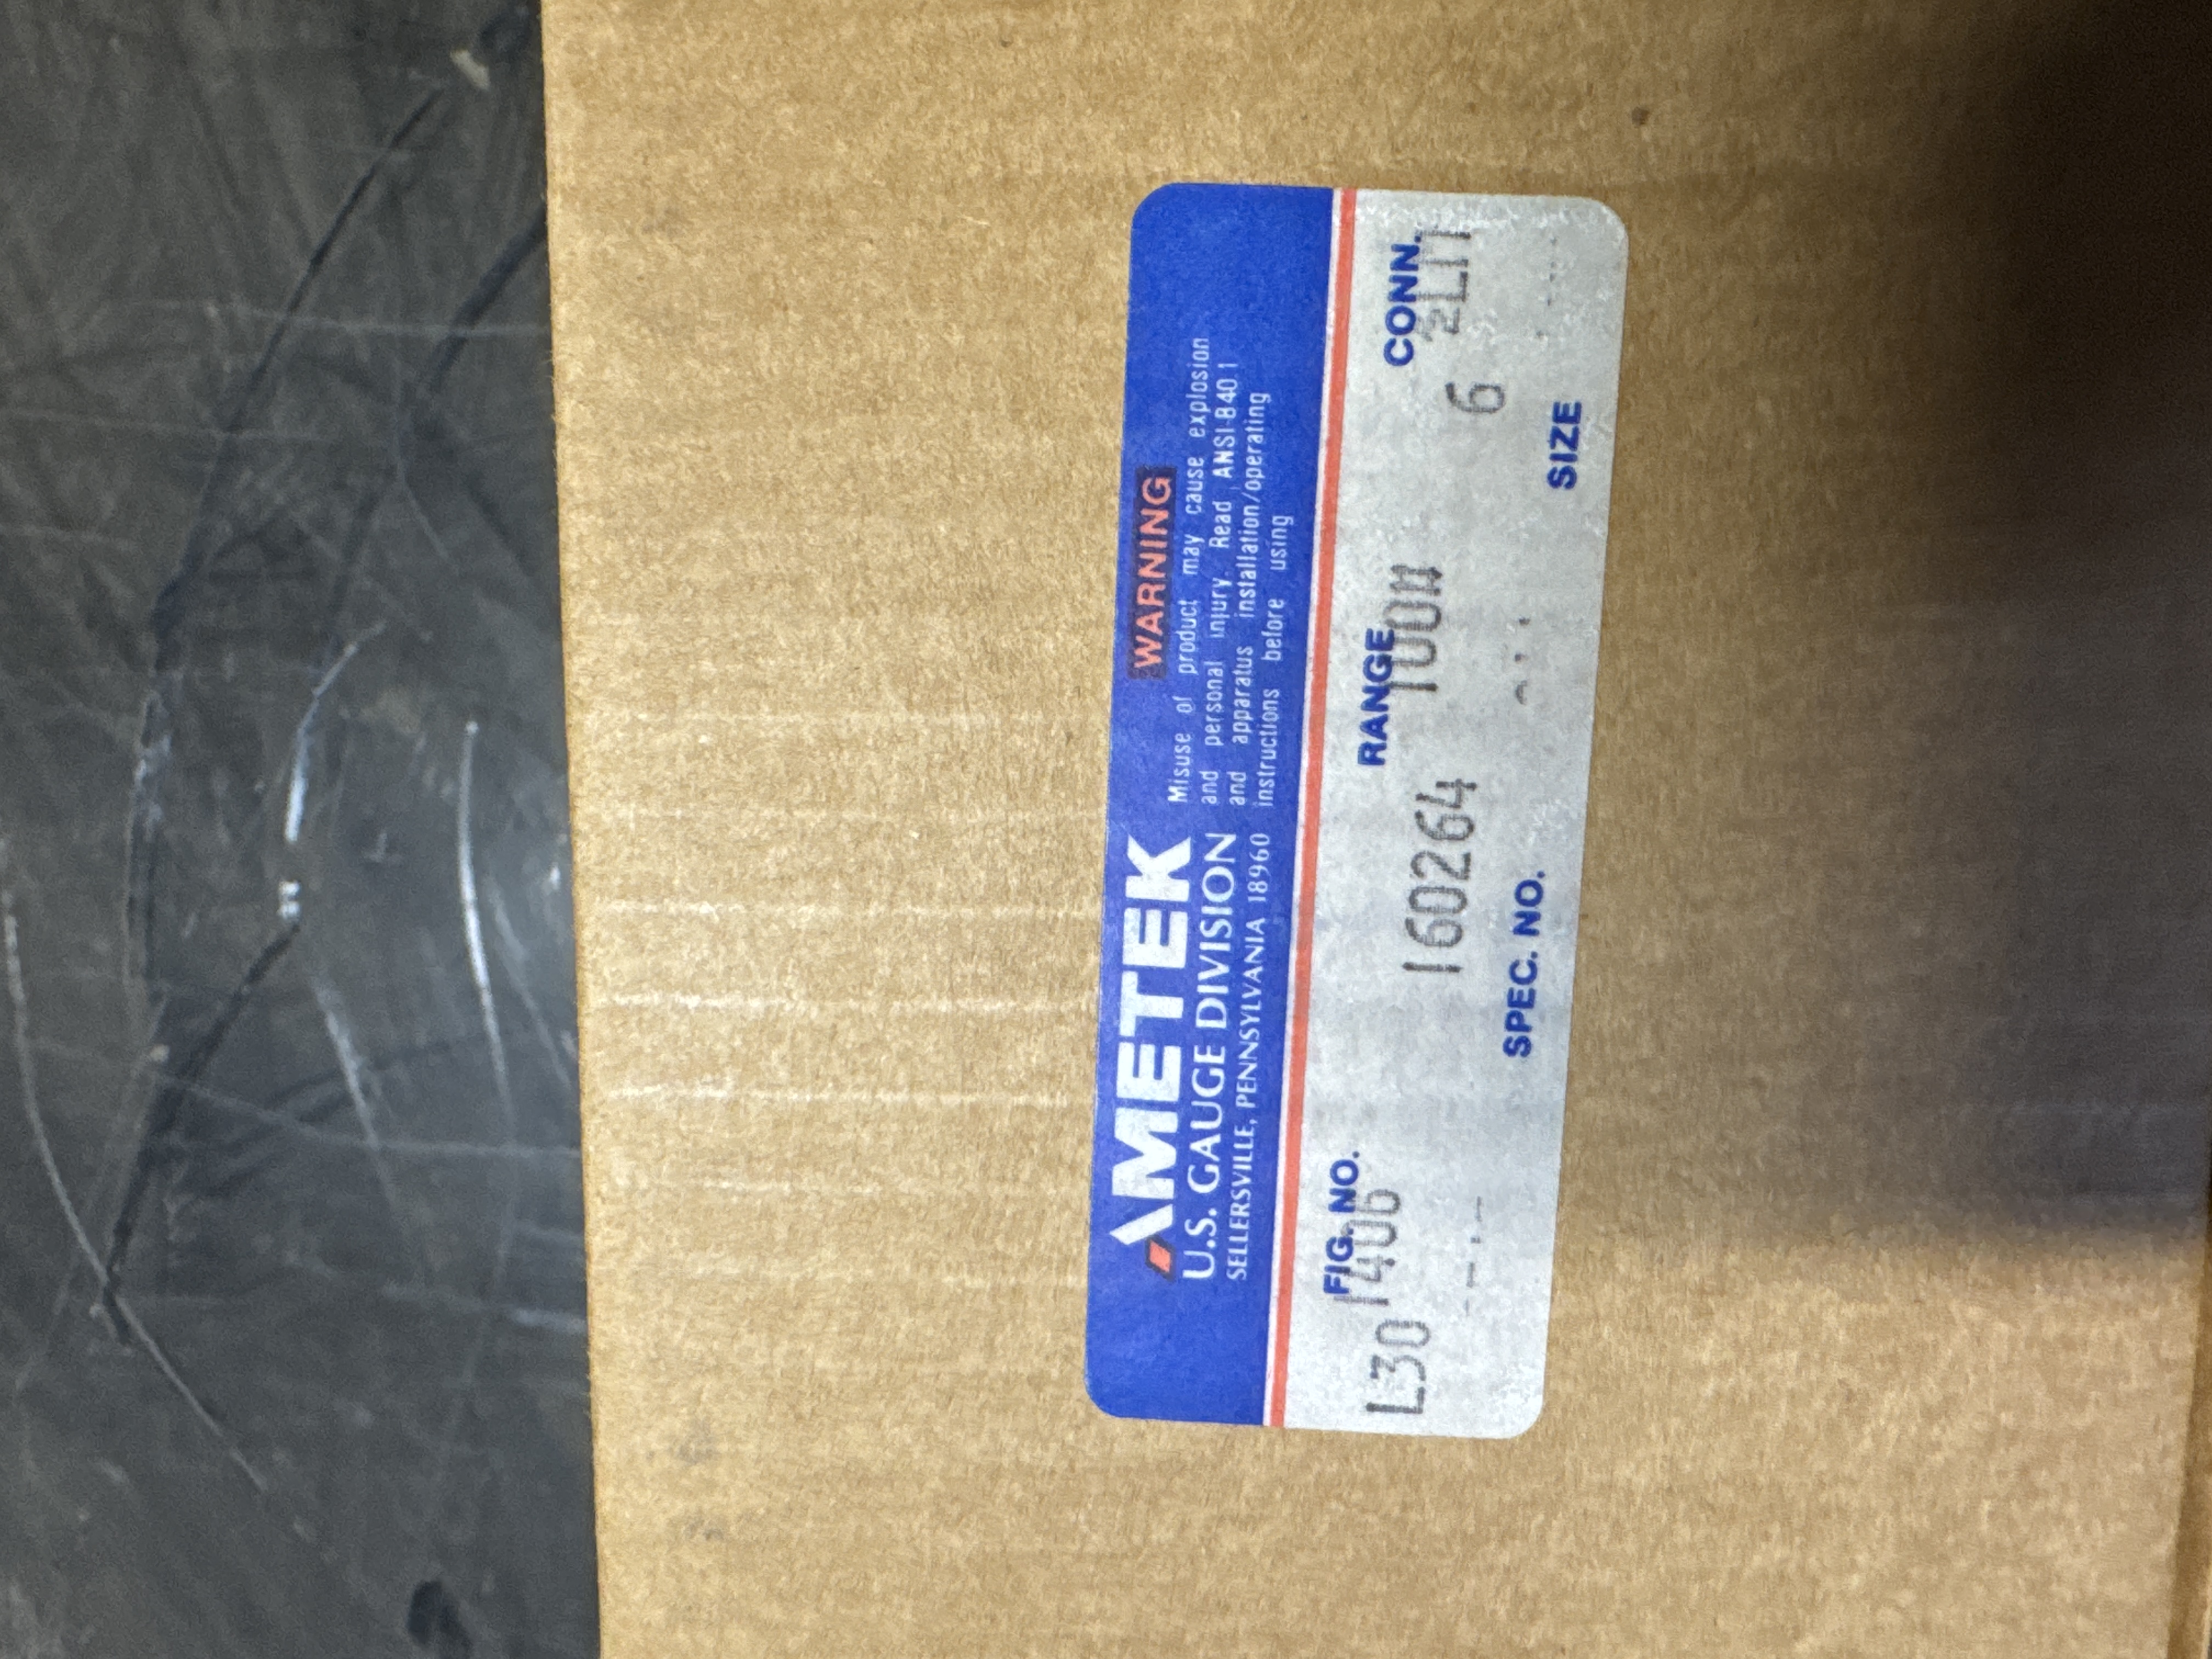 AMETEK
U.S. GAUGE DIVISION
SELLERSVILLE, PENNSYLVANIA 18960
WARNING
Misuse of product may cause explosion
and personal injury. Read ANSI-B40.1
and apparatus installation/operating
instructions before using
FIG. NO.
RANGE
CONN.
L30 1406
160264
100#
6
SPEC. NO.
SIZE